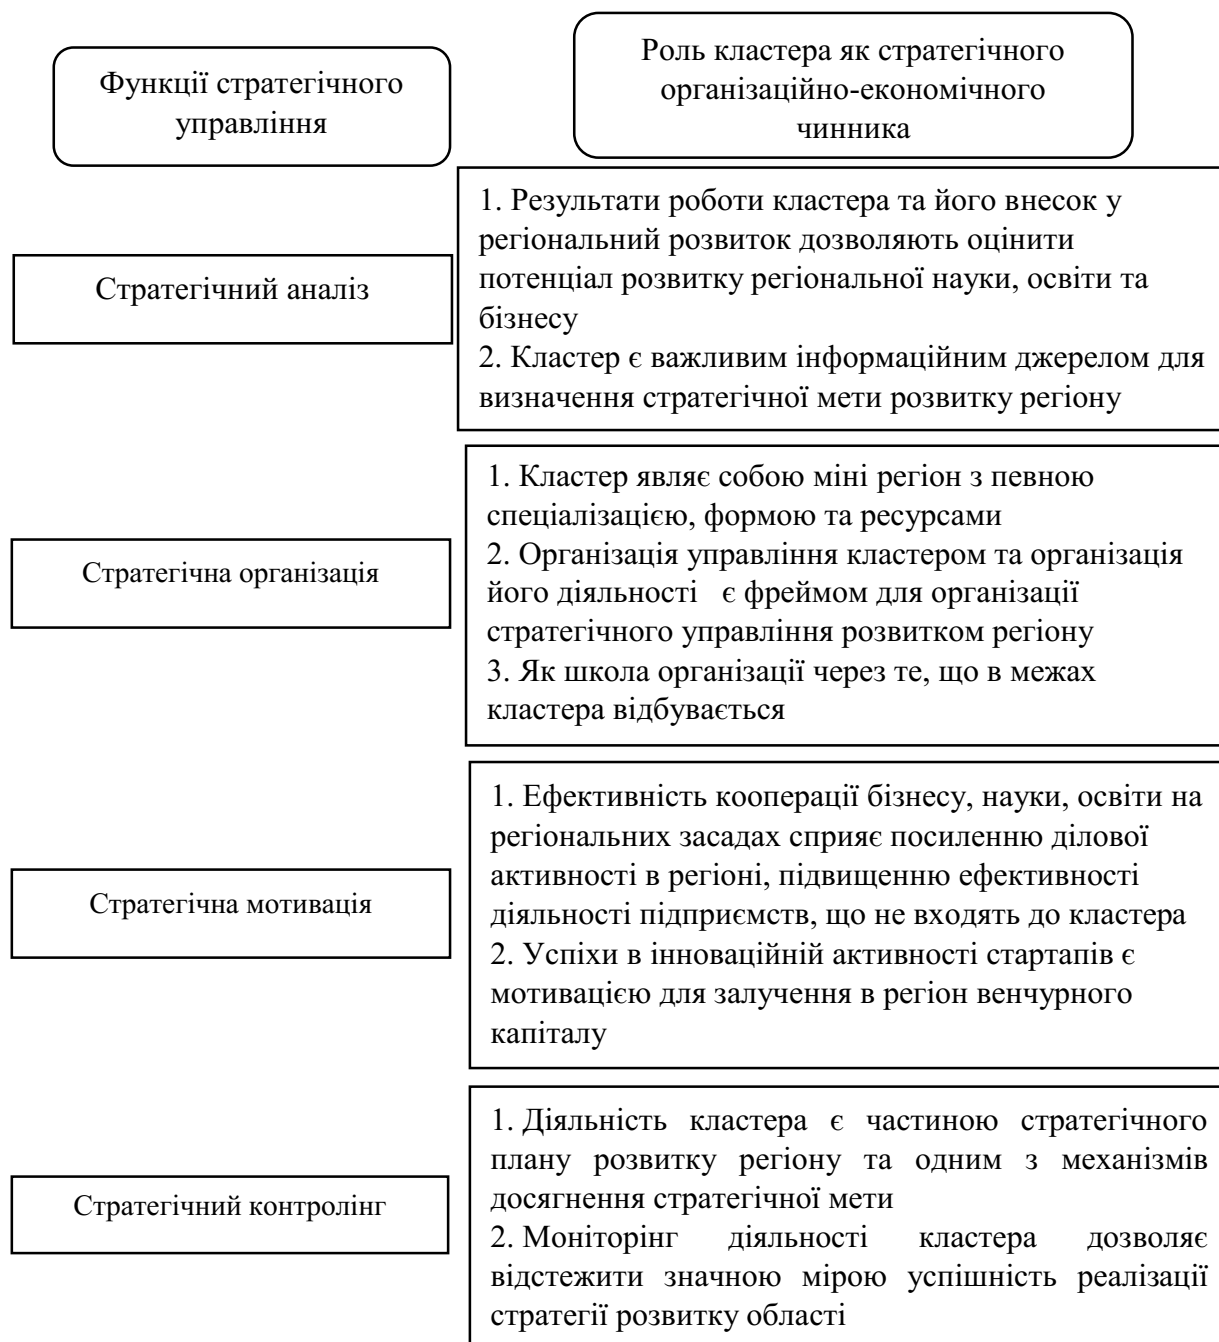 Функції стратегічного
управління
Роль кластера як стратегічного
організаційно-економічного
чинника
Стратегічний аналіз
1. Результати роботи кластера та його внесок у
регіональний розвиток дозволяють оцінити
потенціал розвитку регіональної науки, освіти та
бізнесу
2. Кластер є важливим інформаційним джерелом для
визначення стратегічної мети розвитку регіону
Стратегічна організація
1. Кластер являє собою міні регіон з певною
спеціалізацією, формою та ресурсами
2. Організація управління кластером та організація
його діяльності є фреймом для організації
стратегічного управління розвитком регіону
3. Як школа організації через те, що в межах
кластера відбувається
Стратегічна мотивація
1. Ефективність кооперації бізнесу, науки, освіти на
регіональних засадах сприяє посиленню ділової
активності в регіоні, підвищенню ефективності
діяльності підприємств, що не входять до кластера
2. Успіхи в інноваційній активності стартапів є
мотивацією для залучення в регіон венчурного
капіталу
Стратегічний контролінг
1. Діяльність кластера є частиною стратегічного
плану розвитку регіону та одним з механізмів
досягнення стратегічної мети
2. Моніторінг діяльності кластера дозволяє
відстежити значною мірою успішність реалізації
стратегії розвитку області